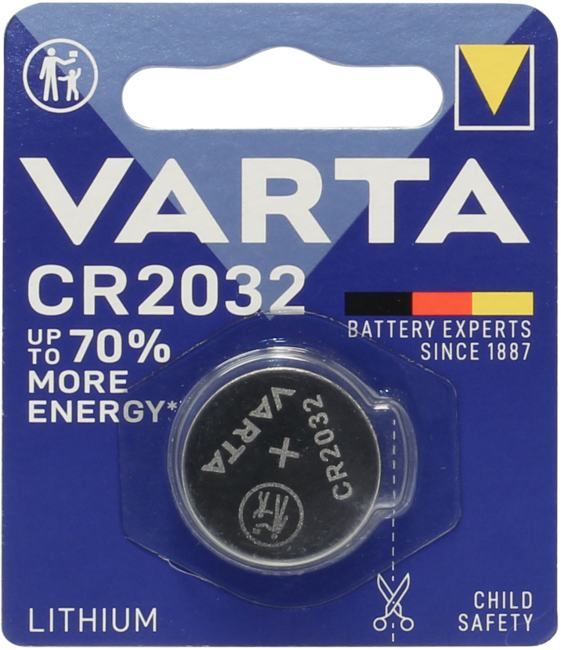 VARTA
CR2032
UP TO 70%
MORE
ENERGY*
BATTERY EXPERTS
SINCE 1887
VARTA
+
CR2032
LITHIUM
CHILD
SAFETY